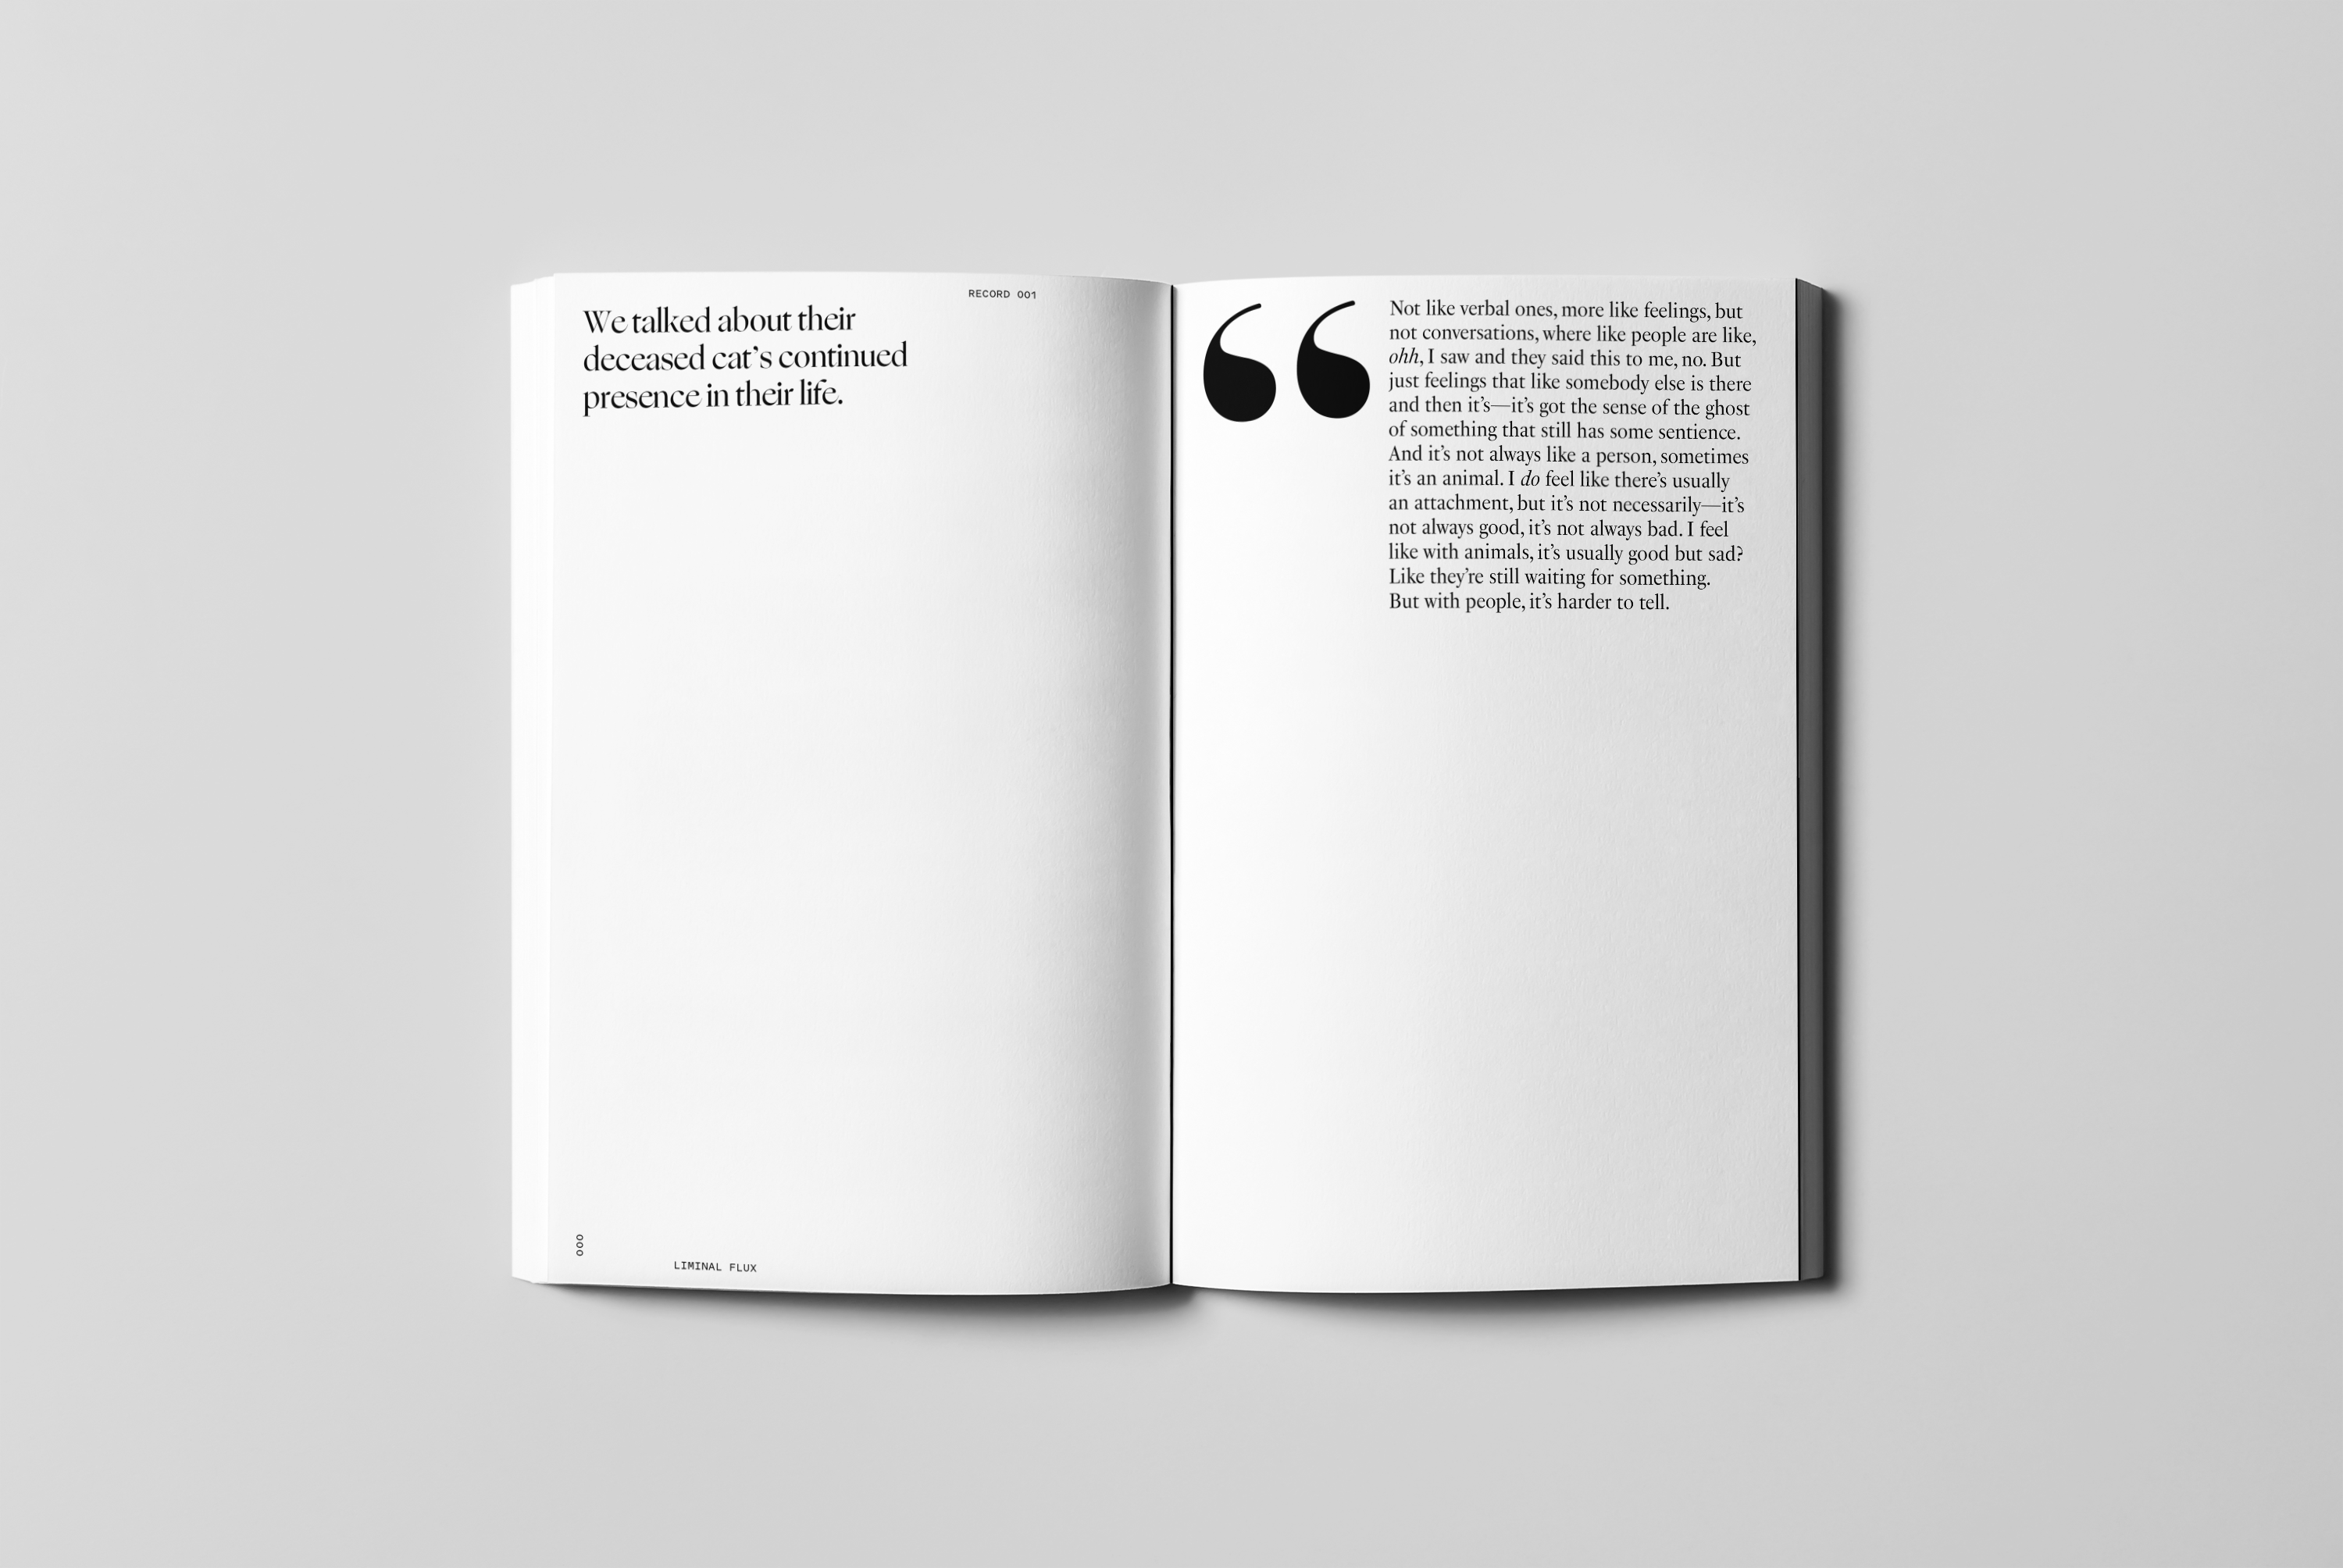 RECORD 001
We talked about their
deceased cat’s continued
presence in their life.
000
LIMINAL FLUX
Not like verbal ones, more like feelings, but
not conversations, where like people are like,
ohh, I saw and they said this to me, no. But
just feelings that like somebody else is there
and then it’s—it’s got the sense of the ghost
of something that still has some sentience.
And it’s not always like a person, sometimes
it’s an animal. I do feel like there’s usually
an attachment, but it’s not necessarily—it’s
not always good, it’s not always bad. I feel
like with animals, it’s usually good but sad?
Like they’re still waiting for something.
But with people, it’s harder to tell.